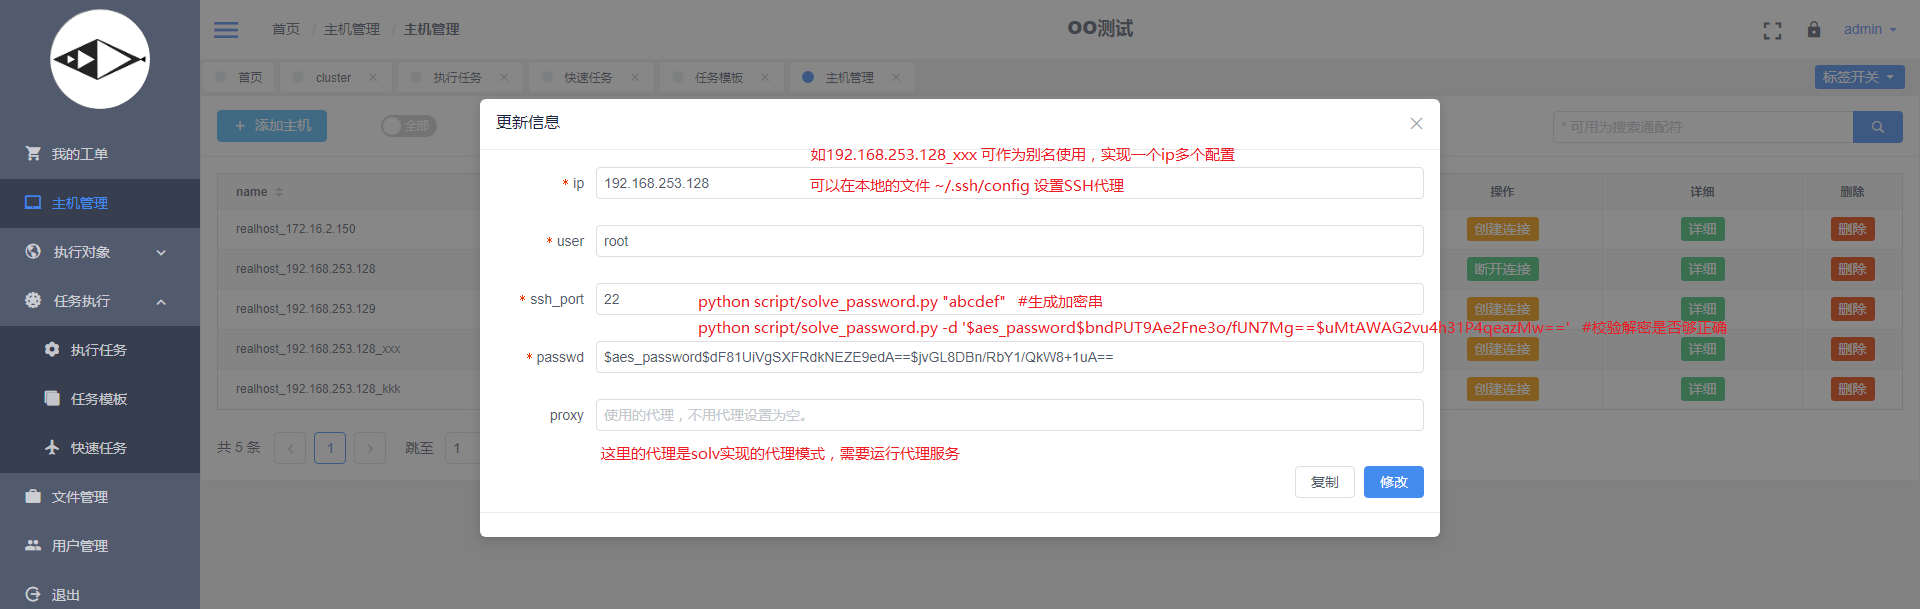 首页 / 主机管理 / 主机管理
OO测试
admin
首页
cluster
执行任务
快速任务
任务模板
主机管理
标签开关
我的工单
主机管理
执行对象
任务执行
执行任务
任务模板
快速任务
文件管理
用户管理
退出
+ 添加主机
全部
* 可用为搜索通配符
name
操作
详细
删除
realhost_172.16.2.150
创建连接
详细
删除
realhost_192.168.253.128
断开连接
详细
删除
realhost_192.168.253.129
创建连接
详细
删除
realhost_192.168.253.128_xxx
创建连接
详细
删除
realhost_192.168.253.128_kkk
创建连接
详细
删除
共 5 条
1
跳至
1
更新信息
如192.168.253.128_xxx 可作为别名使用，实现一个ip多个配置
* ip
192.168.253.128
可以在本地的文件 ~/.ssh/config 设置SSH代理
* user
root
* ssh_port
22
python script/solve_password.py "abcdef" #生成加密串
python script/solve_password.py -d '$aes_password$bndPUT9Ae2Fne3o/fUN7Mg==$uMtAWAG2vu4h31P4qeazMw==' #校验解密是否够正确
* passwd
$aes_password$dF81UiVgSXFRdkNEZE9edA==$jvGL8DBn/RbY1/QkW8+1uA==
proxy
使用的代理，不用代理设置为空。
这里的代理是solv实现的代理模式，需要运行代理服务
复制
修改